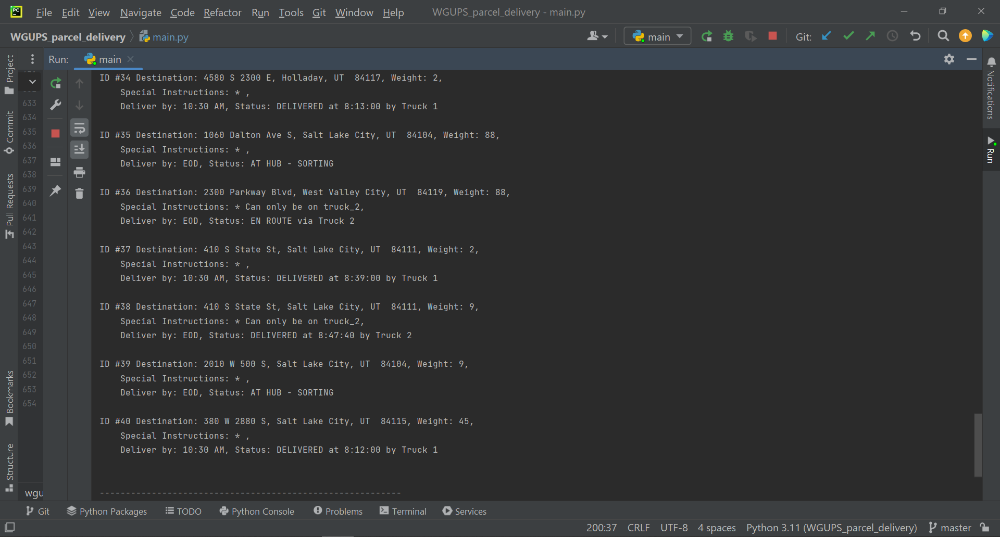 PC File Edit View Navigate Code Refactor Run Tools Git Window Help WGUPS_parcel_delivery - main.py
WGUPS_parcel_delivery main.py main Git:
Project
Commit
Pull Requests
Bookmarks
Structure
Run: main
633
634
635
636
637
638
639
640
641
642
643
644
645
646
647
648
649
650
651
652
653
654
wgu
ID #34 Destination: 4580 S 2300 E, Holladay, UT  84117, Weight: 2,
    Special Instructions: * ,
    Deliver by: 10:30 AM, Status: DELIVERED at 8:13:00 by Truck 1
ID #35 Destination: 1060 Dalton Ave S, Salt Lake City, UT  84104, Weight: 88,
    Special Instructions: * ,
    Deliver by: EOD, Status: AT HUB - SORTING
ID #36 Destination: 2300 Parkway Blvd, West Valley City, UT  84119, Weight: 88,
    Special Instructions: * Can only be on truck_2,
    Deliver by: EOD, Status: EN ROUTE via Truck 2
ID #37 Destination: 410 S State St, Salt Lake City, UT  84111, Weight: 2,
    Special Instructions: * ,
    Deliver by: 10:30 AM, Status: DELIVERED at 8:39:00 by Truck 1
ID #38 Destination: 410 S State St, Salt Lake City, UT  84111, Weight: 9,
    Special Instructions: * Can only be on truck_2,
    Deliver by: EOD, Status: DELIVERED at 8:47:40 by Truck 2
ID #39 Destination: 2010 W 500 S, Salt Lake City, UT  84104, Weight: 9,
    Special Instructions: * ,
    Deliver by: EOD, Status: AT HUB - SORTING
ID #40 Destination: 380 W 2880 S, Salt Lake City, UT  84115, Weight: 45,
    Special Instructions: * ,
    Deliver by: 10:30 AM, Status: DELIVERED at 8:12:00 by Truck 1
----------------------------------------------------------
Notifications
Run
Git Python Packages TODO Python Console Problems Terminal Services
200:37 CRLF UTF-8 4 spaces Python 3.11 (WGUPS_parcel_delivery) master